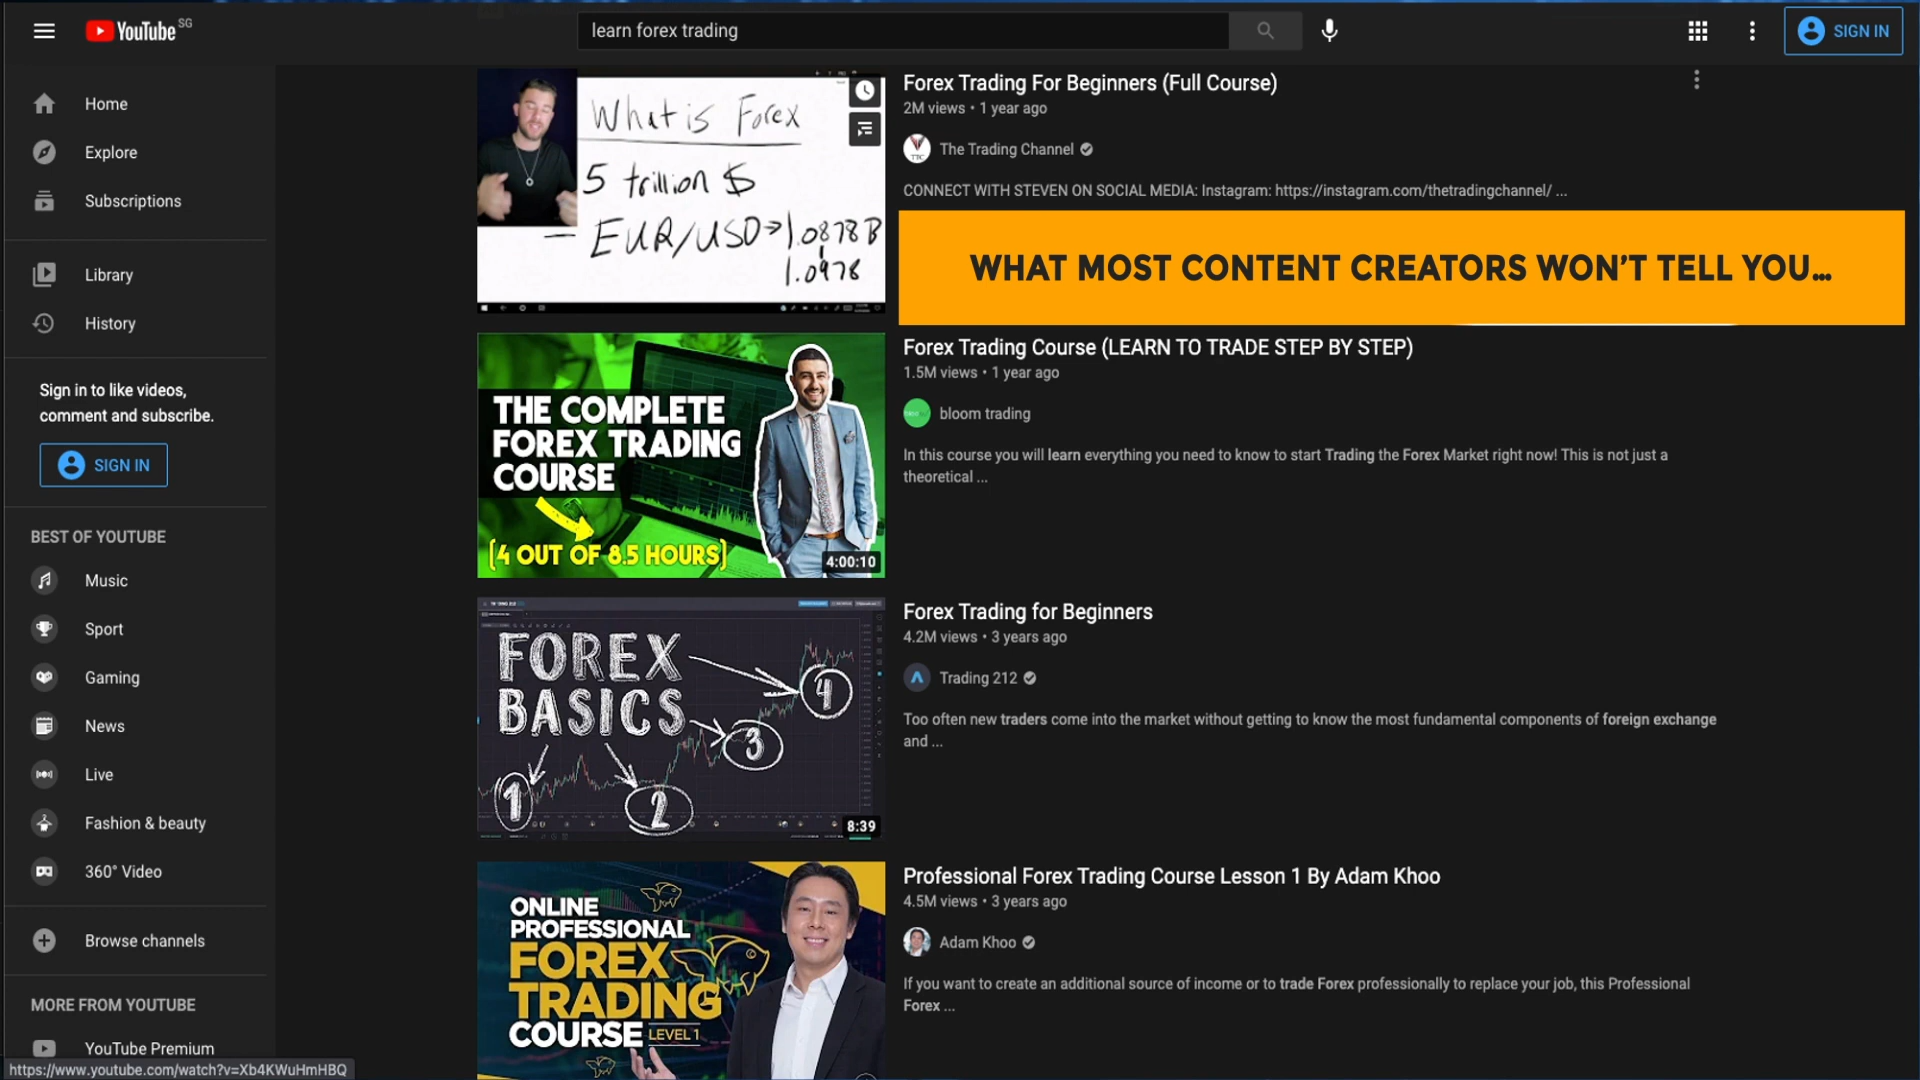 YouTube SG
learn forex trading
SIGN IN
Home
Explore
Subscriptions
Library
History
Sign in to like videos,
comment and subscribe.
SIGN IN
BEST OF YOUTUBE
Music
Sport
Gaming
News
Live
Fashion & beauty
360° Video
Browse channels
MORE FROM YOUTUBE
YouTube Premium
https://www.youtube.com/watch?v=Xb4KWuHmHBQ
What is Forex
5 trillion $
EUR/USD→1.0878B
1.0978
Forex Trading For Beginners (Full Course)
2M views • 1 year ago
TTC
The Trading Channel
CONNECT WITH STEVEN ON SOCIAL MEDIA: Instagram: https://instagram.com/thetradingchannel/ ...
WHAT MOST CONTENT CREATORS WON'T TELL YOU...
THE COMPLETE
FOREX TRADING
COURSE
(4 OUT OF 8.5 HOURS)
4:00:10
Forex Trading Course (LEARN TO TRADE STEP BY STEP)
1.5M views • 1 year ago
bloom trading
In this course you will learn everything you need to know to start Trading the Forex Market right now! This is not just a
theoretical ...
FOREX
BASICS
4
3
1
2
8:39
Forex Trading for Beginners
4.2M views • 3 years ago
Trading 212
Too often new traders come into the market without getting to know the most fundamental components of foreign exchange
and ...
ONLINE
PROFESSIONAL
FOREX
TRADING
COURSE LEVEL 1
Professional Forex Trading Course Lesson 1 By Adam Khoo
4.5M views • 3 years ago
Adam Khoo
If you want to create an additional source of income or to trade Forex professionally to replace your job, this Professional
Forex ...